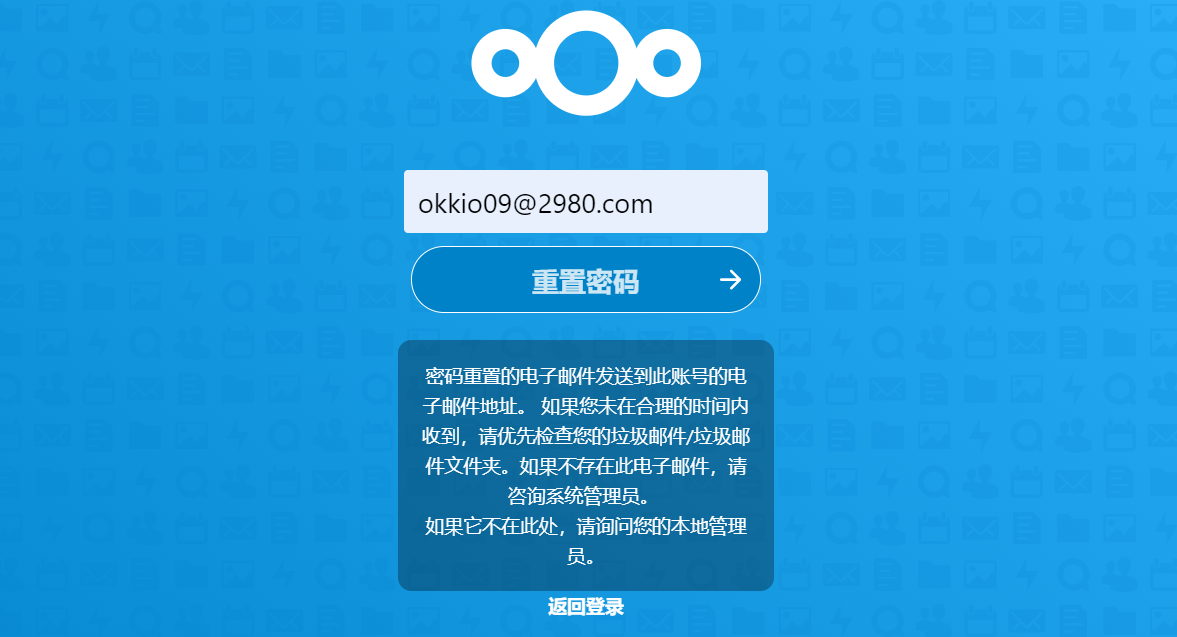 okkio09@2980.com
重置密码
密码重置的电子邮件发送到此账号的电
子邮件地址。 如果您未在合理的时间内
收到，请优先检查您的垃圾邮件/垃圾邮
件文件夹。如果不存在此电子邮件，请
咨询系统管理员。
如果它不在此处，请询问您的本地管理
员。
返回登录